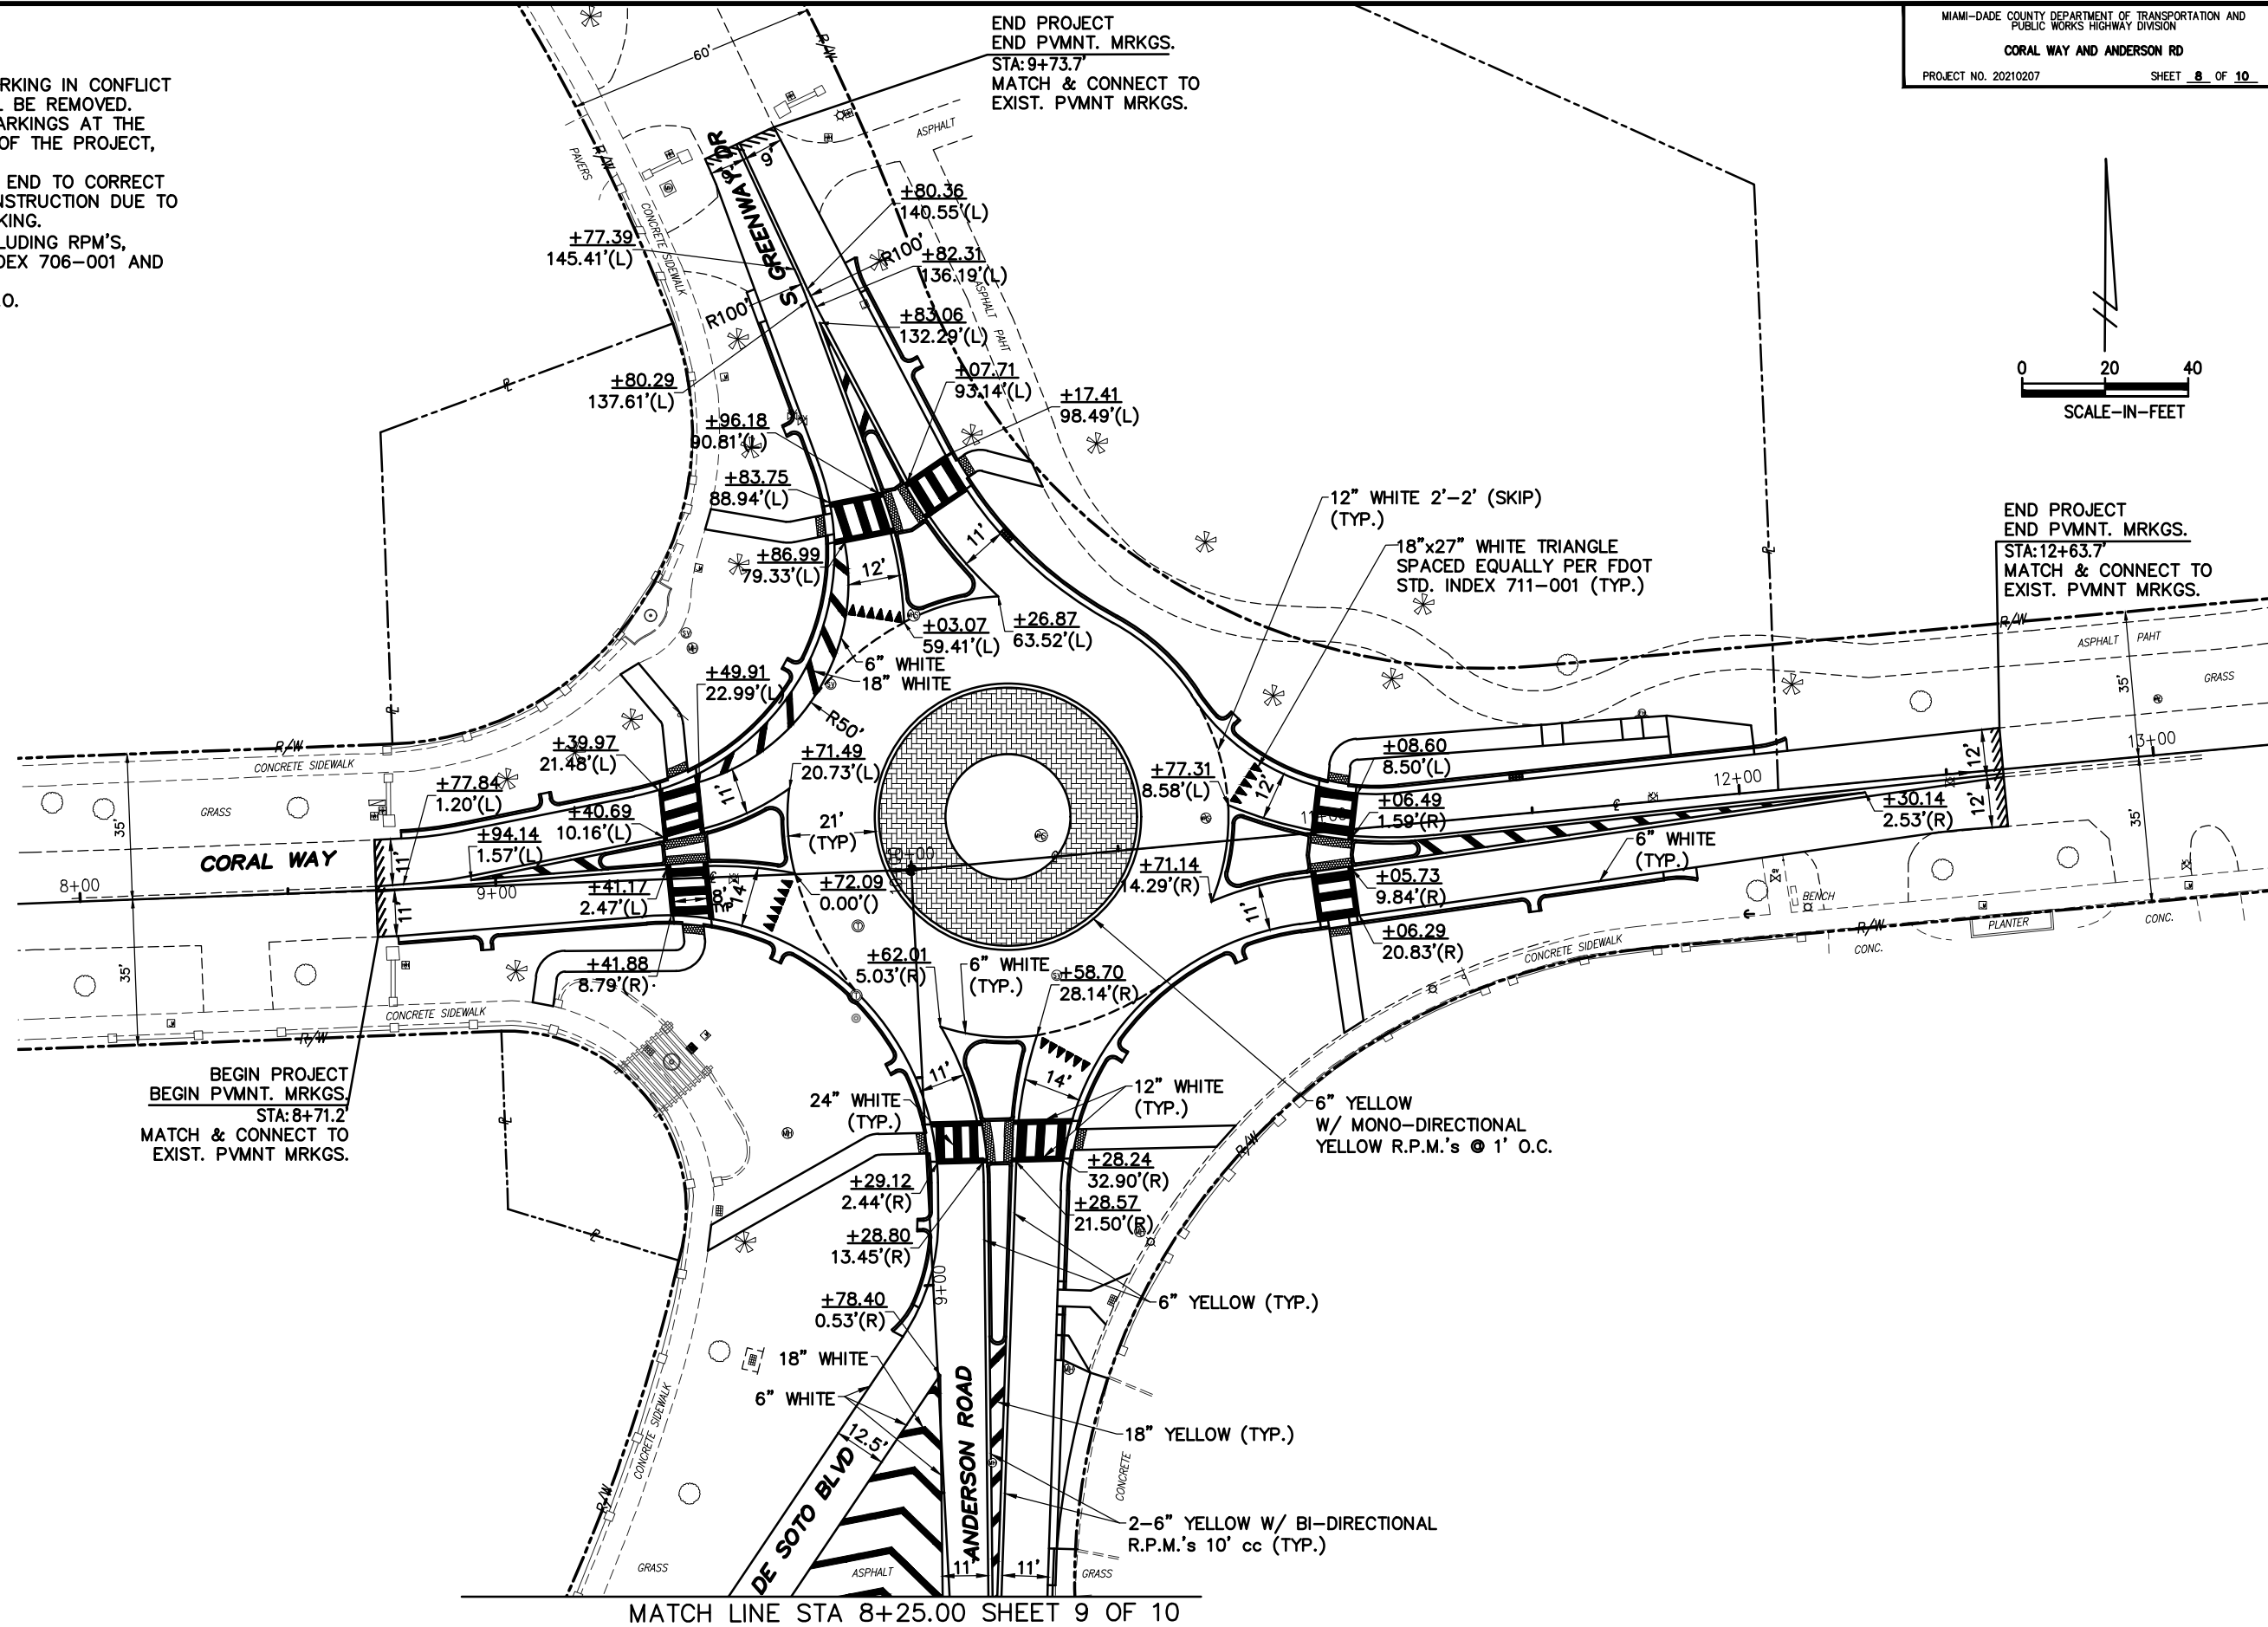 MIAMI-DADE COUNTY DEPARTMENT OF TRANSPORTATION AND
PUBLIC WORKS HIGHWAY DIVISION
CORAL WAY AND ANDERSON RD
PROJECT NO. 20210207 SHEET 8 OF 10
RKING IN CONFLICT
BE REMOVED.
ARKINGS AT THE
OF THE PROJECT,
END TO CORRECT
NSTRUCTION DUE TO
KING.
LUDING RPM'S,
DEX 706-001 AND
O.
END PROJECT
END PVMNT. MRKGS.
STA:9+73.7'
MATCH & CONNECT TO
EXIST. PVMNT MRKGS.
60'
R/W
ASPHALT
PAVERS
R/W
CONCRETE SIDEWALK
S GREENWAY DR
9'
+80.36
140.55'(L)
+77.39
145.41'(L)
R100'
+82.31
136.19'(L)
ASPHALT PAHT
R100'
+83.06
132.29'(L)
+80.29
137.61'(L)
+07.71
93.14'(L)
+17.41
98.49'(L)
+96.18
90.81'(L)
+83.75
88.94'(L)
+86.99
79.33'(L)
12'
11'
+03.07
59.41'(L)
+26.87
63.52'(L)
6" WHITE
18" WHITE
0 20 40
SCALE-IN-FEET
12" WHITE 2'-2' (SKIP)
(TYP.)
18"x27" WHITE TRIANGLE
SPACED EQUALLY PER FDOT
STD. INDEX 711-001 (TYP.)
END PROJECT
END PVMNT. MRKGS.
STA:12+63.7'
MATCH & CONNECT TO
EXIST. PVMNT MRKGS.
R/W
ASPHALT PAHT
GRASS
35'
35'
13+00
12+00
12'
12'
+49.91
22.99'(L)
R50'
R/W
CONCRETE SIDEWALK
GRASS
35'
35'
+39.97
21.48'(L)
+71.49
20.73'(L)
+77.84
1.20'(L)
11'
+40.69
10.16'(L)
21'
(TYP)
+94.14
1.57'(L)
CORAL WAY
11'
11'
8+00
9+00
+41.17
2.47'(L)
8'
TYP
14'
+72.09
0.00'()
10+00
+77.31
8.58'(L)
12'
+08.60
8.50'(L)
11+00
+06.49
1.59'(R)
+30.14
2.53'(R)
6" WHITE
(TYP.)
+71.14
14.29'(R)
+05.73
9.84'(R)
11'
+06.29
20.83'(R)
BENCH
PLANTER
CONC.
R/W
CONC.
CONCRETE SIDEWALK
+41.88
8.79'(R)
+62.01
5.03'(R)
6" WHITE
(TYP.)
+58.70
28.14'(R)
CONCRETE SIDEWALK
R/W
BEGIN PROJECT
BEGIN PVMNT. MRKGS.
STA:8+71.2'
MATCH & CONNECT TO
EXIST. PVMNT MRKGS.
11'
14'
24" WHITE
(TYP.)
12" WHITE
(TYP.)
6" YELLOW
W/ MONO-DIRECTIONAL
YELLOW R.P.M.'s @ 1' O.C.
R/W
+29.12
2.44'(R)
+28.24
32.90'(R)
+28.57
21.50'(R)
+28.80
13.45'(R)
9+00
+78.40
0.53'(R)
6" YELLOW (TYP.)
18" WHITE
6" WHITE
12.5'
CONCRETE SIDEWALK
R/W
DE SOTO BLVD
ANDERSON ROAD
18" YELLOW (TYP.)
CONCRETE
2-6" YELLOW W/ BI-DIRECTIONAL
R.P.M.'s 10' cc (TYP.)
GRASS
ASPHALT
11'
11'
GRASS
MATCH LINE STA 8+25.00 SHEET 9 OF 10